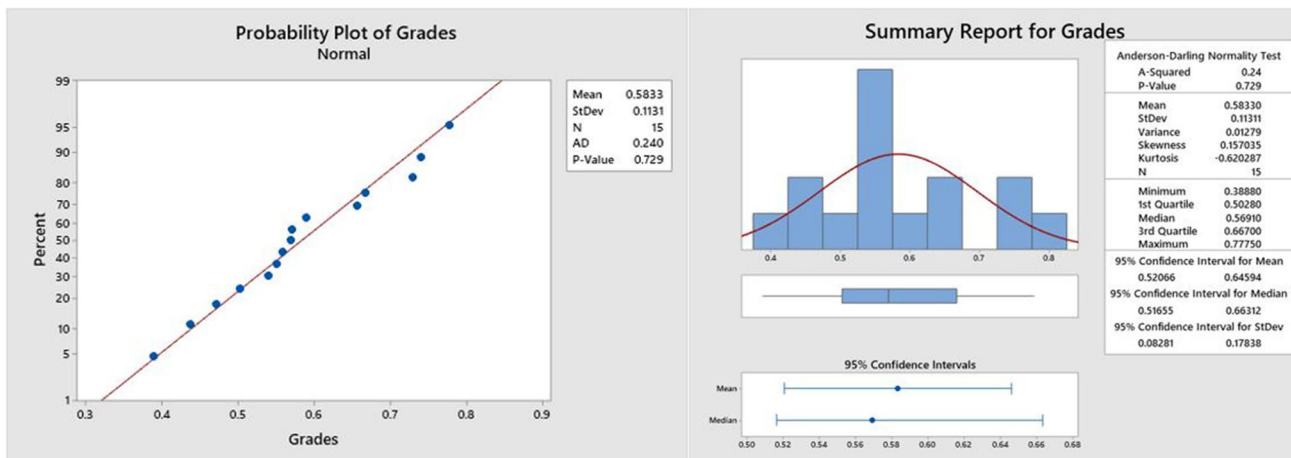 Probability Plot of Grades
Normal
99
95
90
80
70
60
50
40
30
20
10
5
1
Percent
0.3 0.4 0.5 0.6 0.7 0.8 0.9
Grades
Mean 0.5833
StDev 0.1131
N 15
AD 0.240
P-Value 0.729
Summary Report for Grades
0.4 0.5 0.6 0.7 0.8
95% Confidence Intervals
Mean
Median
0.50 0.52 0.54 0.56 0.58 0.60 0.62 0.64 0.66 0.68
Anderson-Darling Normality Test
A-Squared 0.24
P-Value 0.729
Mean 0.58330
StDev 0.11311
Variance 0.01279
Skewness 0.157035
Kurtosis -0.620287
N 15
Minimum 0.38880
1st Quartile 0.50280
Median 0.56910
3rd Quartile 0.66700
Maximum 0.77750
95% Confidence Interval for Mean
0.52066 0.64594
95% Confidence Interval for Median
0.51655 0.66312
95% Confidence Interval for StDev
0.08281 0.17838